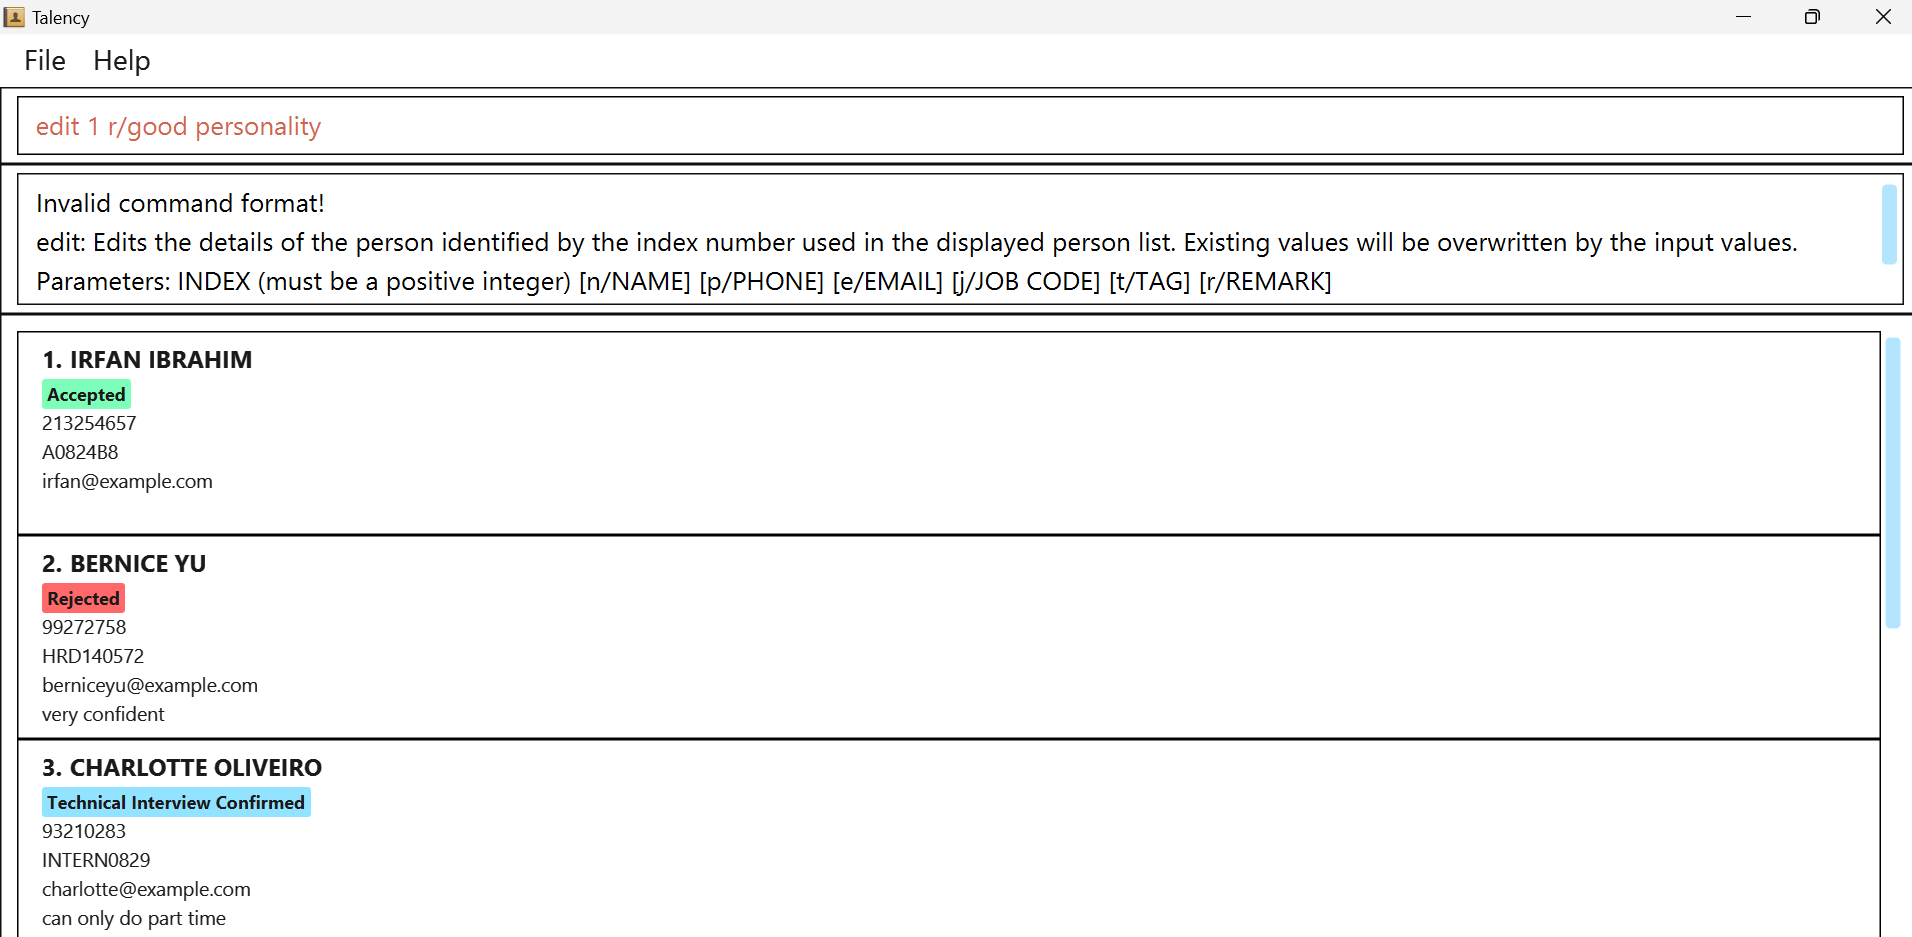 Talency
File Help
edit 1 r/good personality
Invalid command format!
edit: Edits the details of the person identified by the index number used in the displayed person list. Existing values will be overwritten by the input values.
Parameters: INDEX (must be a positive integer) [n/NAME] [p/PHONE] [e/EMAIL] [j/JOB CODE] [t/TAG] [r/REMARK]
1. IRFAN IBRAHIM
Accepted
213254657
A0824B8
irfan@example.com
2. BERNICE YU
Rejected
99272758
HRD140572
berniceyu@example.com
very confident
3. CHARLOTTE OLIVEIRO
Technical Interview Confirmed
93210283
INTERN0829
charlotte@example.com
can only do part time